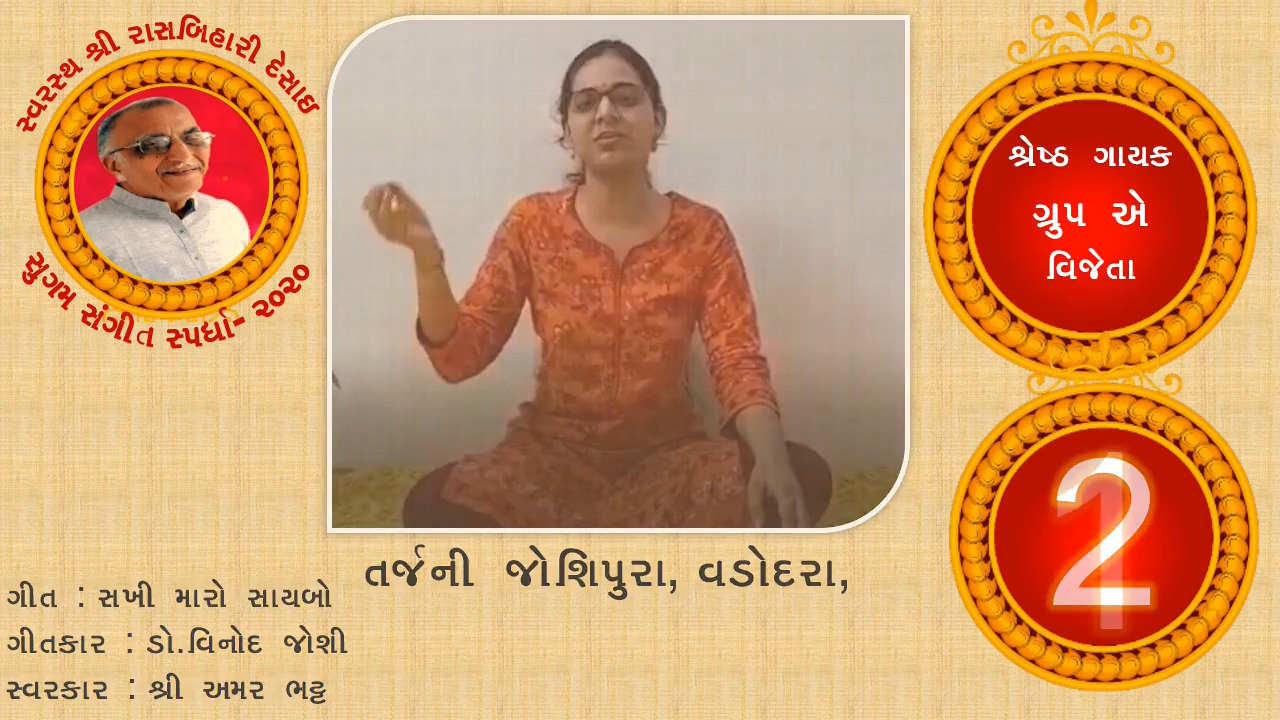 સ્વરસ્થ શ્રી રાસબિહારી દેસાઇ
સુગમ સંગીત સ્પર્ધા- ૨૦૨૦
શ્રેષ્ઠ ગાયક
ગ્રુપ એ
વિજેતા
2
તર્જની જોશિપુરા, વડોદરા,
ગીત : સખી મારો સાયબો
ગીતકાર : ડો.વિનોદ જોશી
સ્વરકાર : શ્રી અમર ભટ્ટ